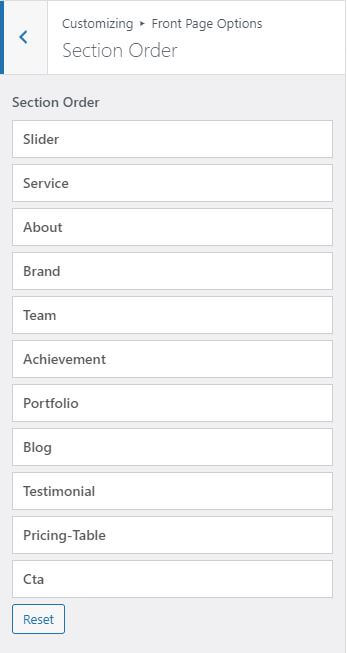 Customizing ▸ Front Page Options
Section Order
Section Order
Slider
Service
About
Brand
Team
Achievement
Portfolio
Blog
Testimonial
Pricing-Table
Cta
Reset